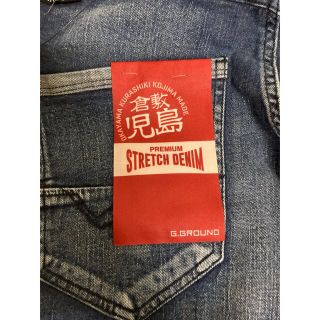 OKAYAMA KURASHIKI KOJIMA MADE
倉敷
児島
PREMIUM
STRETCH DENIM
G.GROUND